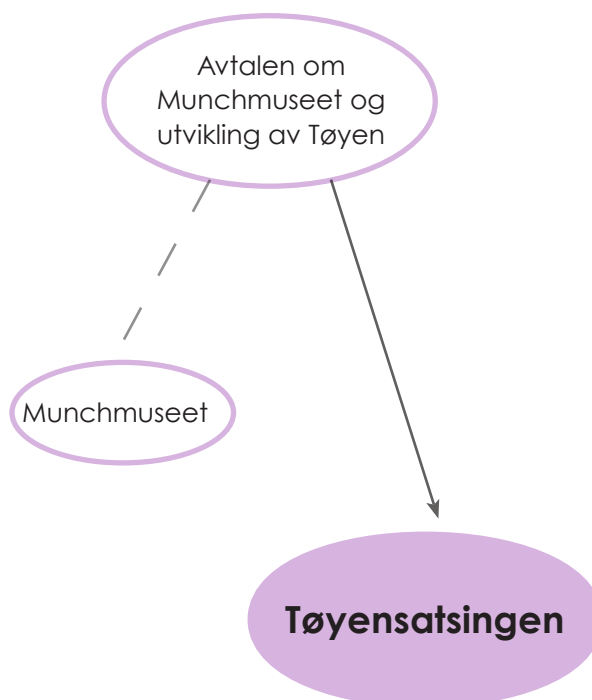 Avtalen om
Munchmuseet og
utvikling av Tøyen
Munchmuseet
Tøyensatsingen